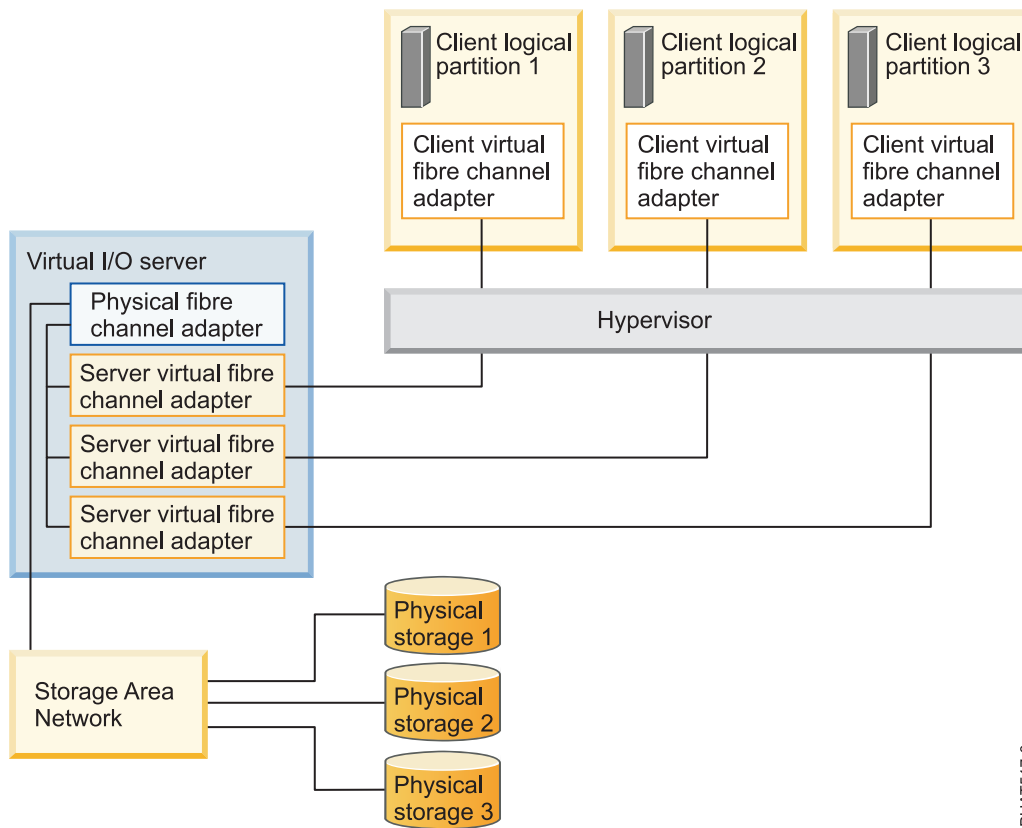 Client logical
partition 1
Client logical
partition 2
Client logical
partition 3
Client virtual
fibre channel
adapter
Client virtual
fibre channel
adapter
Client virtual
fibre channel
adapter
Virtual I/O server
Physical fibre
channel adapter
Hypervisor
Server virtual fibre
channel adapter
Server virtual fibre
channel adapter
Server virtual fibre
channel adapter
Physical
storage 1
Storage Area
Network
Physical
storage 2
Physical
storage 3